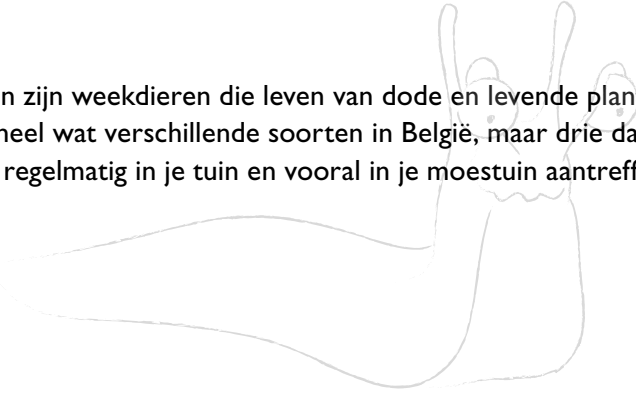 n zijn weekdieren die leven van dode en levende plan
heel wat verschillende soorten in België, maar drie da
regelmatig in je tuin en vooral in je moestuin aantreff